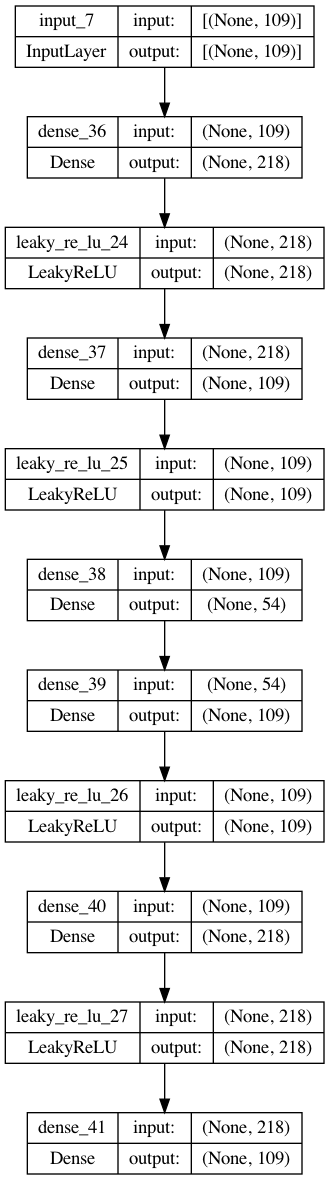 input_7 input: [(None, 109)]
InputLayer output: [(None, 109)]
dense_36 input: (None, 109)
Dense output: (None, 218)
leaky_re_lu_24 input: (None, 218)
LeakyReLU output: (None, 218)
dense_37 input: (None, 218)
Dense output: (None, 109)
leaky_re_lu_25 input: (None, 109)
LeakyReLU output: (None, 109)
dense_38 input: (None, 109)
Dense output: (None, 54)
dense_39 input: (None, 54)
Dense output: (None, 109)
leaky_re_lu_26 input: (None, 109)
LeakyReLU output: (None, 109)
dense_40 input: (None, 109)
Dense output: (None, 218)
leaky_re_lu_27 input: (None, 218)
LeakyReLU output: (None, 218)
dense_41 input: (None, 218)
Dense output: (None, 109)